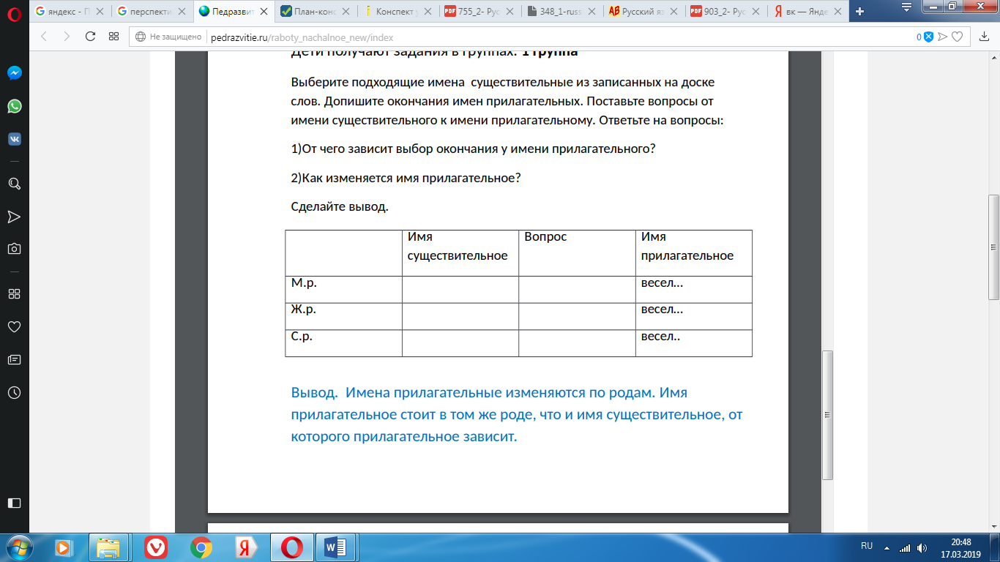 яндекс - П
перспекти
Педразвит
План-конс
Конспект у
755_2- Рус
348_1-russ
Русский яз
903_2- Рус
вк — Янде
Не защищено pedrazvitie.ru/raboty_nachalnoe_new/index 0
Дети получают задания в группах. 1 группа
Выберите подходящие имена существительные из записанных на доске
слов. Допишите окончания имен прилагательных. Поставьте вопросы от
имени существительного к имени прилагательному. Ответьте на вопросы:
1)От чего зависит выбор окончания у имени прилагательного?
2)Как изменяется имя прилагательное?
Сделайте вывод.
Имя
существительное
Вопрос
Имя
прилагательное
М.р. весел...
Ж.р. весел...
С.р. весел..
Вывод. Имена прилагательные изменяются по родам. Имя
прилагательное стоит в том же роде, что и имя существительное, от
которого прилагательное зависит.
RU
20:48
17.03.2019